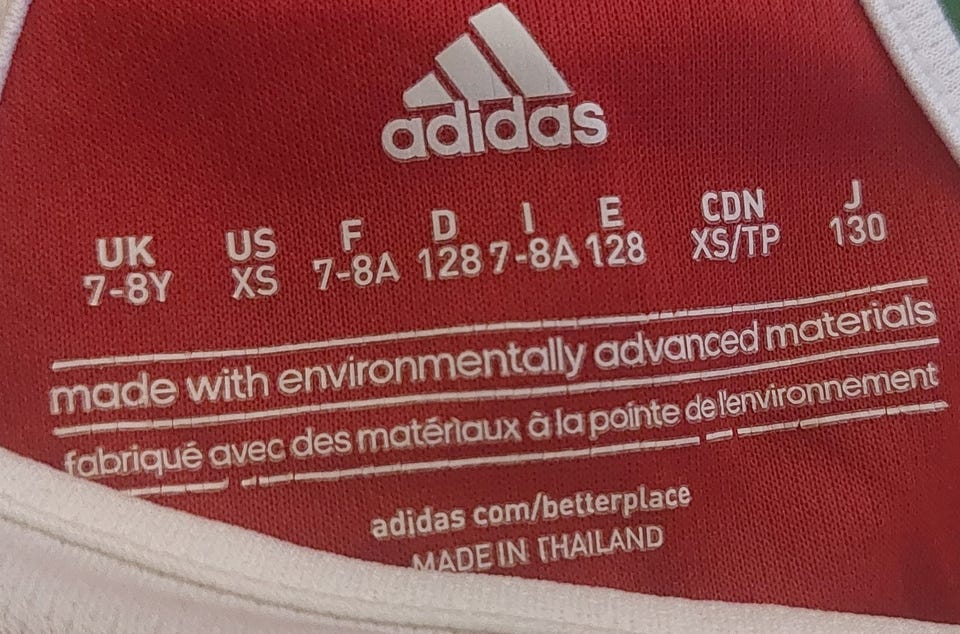 adidas
UK US F D I E CDN J
7-8Y XS 7-8A 128 7-8A 128 XS/TP 130
made with environmentally advanced materials
fabriqué avec des matériaux à la pointe de l'environnement
adidas com/betterplace
MADE IN THAILAND